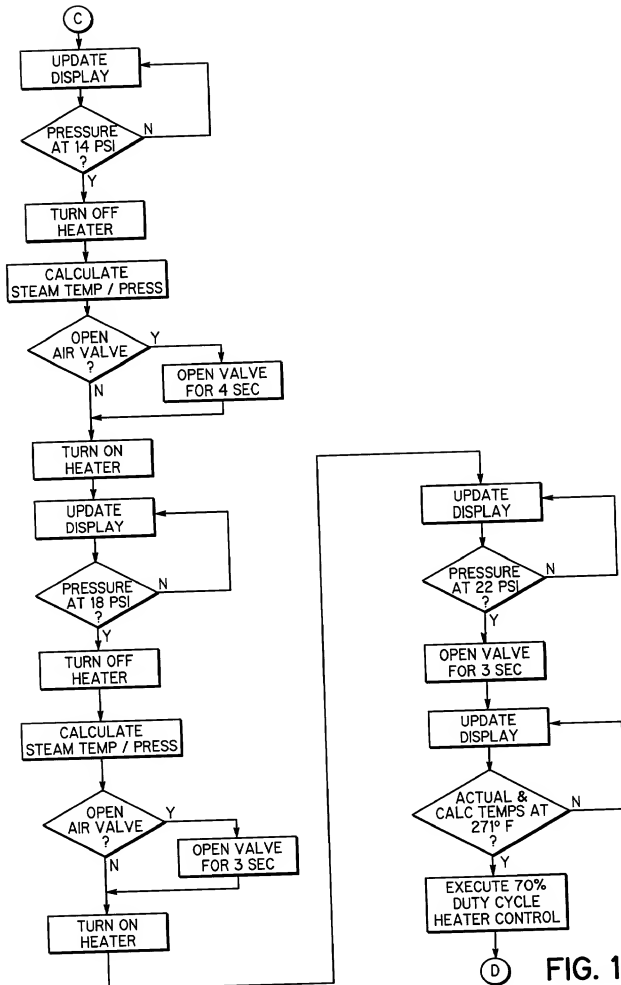 C
UPDATE
DISPLAY
PRESSURE
AT 14 PSI
?
N
Y
TURN OFF
HEATER
CALCULATE
STEAM TEMP / PRESS
OPEN
AIR VALVE
?
Y
N
OPEN VALVE
FOR 4 SEC
TURN ON
HEATER
UPDATE
DISPLAY
PRESSURE
AT 18 PSI
?
N
Y
TURN OFF
HEATER
CALCULATE
STEAM TEMP / PRESS
OPEN
AIR VALVE
?
Y
N
OPEN VALVE
FOR 3 SEC
TURN ON
HEATER
UPDATE
DISPLAY
PRESSURE
AT 22 PSI
?
N
Y
OPEN VALVE
FOR 3 SEC
UPDATE
DISPLAY
ACTUAL &
CALC TEMPS AT
271° F
?
N
Y
EXECUTE 70%
DUTY CYCLE
HEATER CONTROL
D
FIG. 1